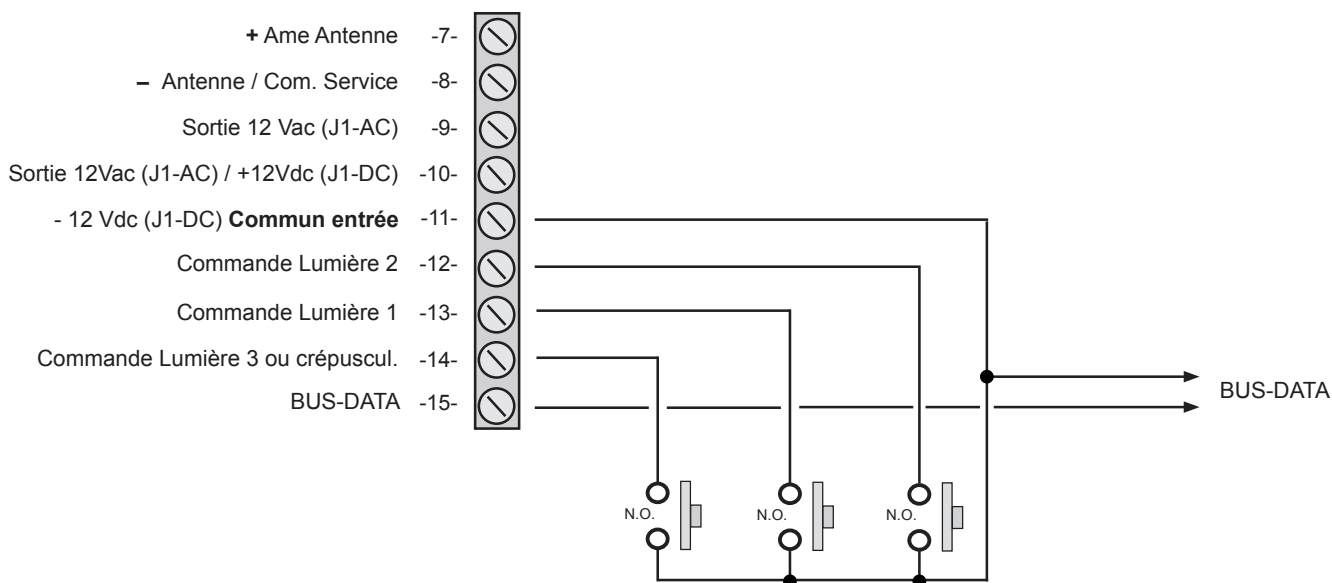 + Ame Antenne -7-
– Antenne / Com. Service -8-
Sortie 12 Vac (J1-AC) -9-
Sortie 12Vac (J1-AC) / +12Vdc (J1-DC) -10-
- 12 Vdc (J1-DC) Commun entrée -11-
Commande Lumière 2 -12-
Commande Lumière 1 -13-
Commande Lumière 3 ou crépuscul. -14-
BUS-DATA -15-
BUS-DATA
N.O.
N.O.
N.O.